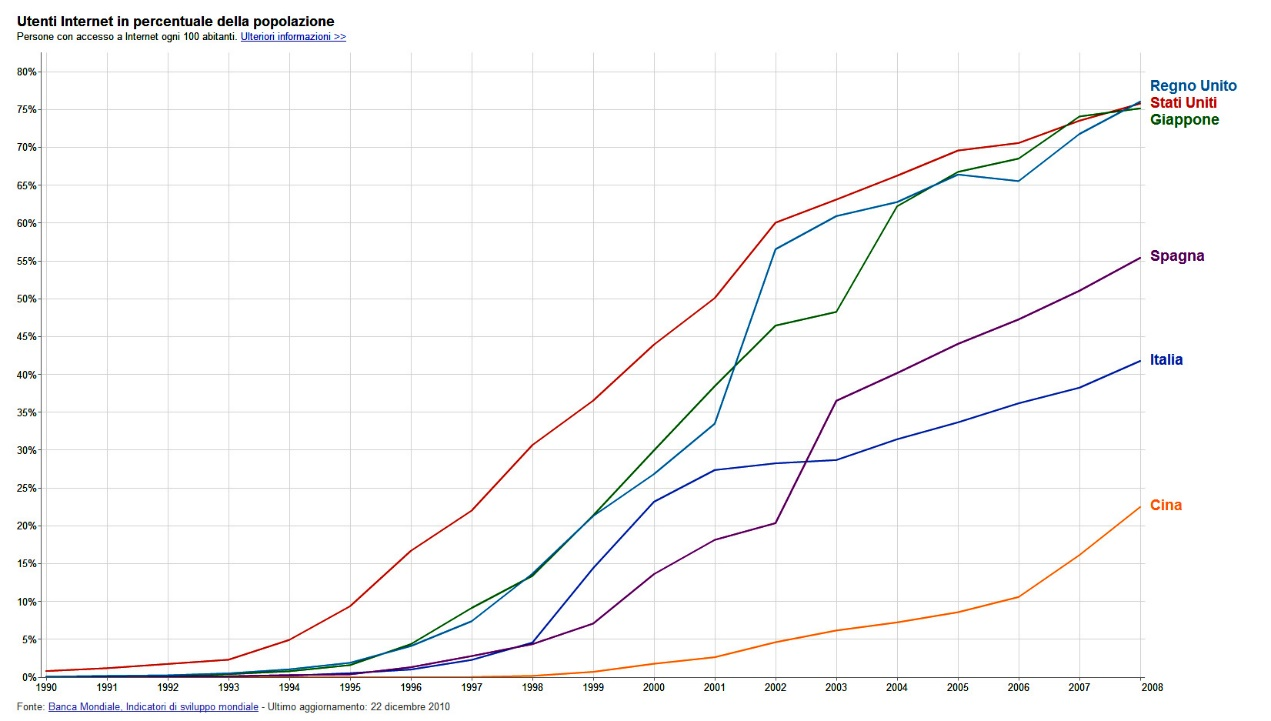 Utenti Internet in percentuale della popolazione
Persone con accesso a Internet ogni 100 abitanti. Ulteriori informazioni >>
80%
75%
70%
65%
60%
55%
50%
45%
40%
35%
30%
25%
20%
15%
10%
5%
0%
Regno Unito
Stati Uniti
Giappone
Spagna
Italia
Cina
1990 1991 1992 1993 1994 1995 1996 1997 1998 1999 2000 2001 2002 2003 2004 2005 2006 2007 2008
Fonte: Banca Mondiale, Indicatori di sviluppo mondiale - Ultimo aggiornamento: 22 dicembre 2010